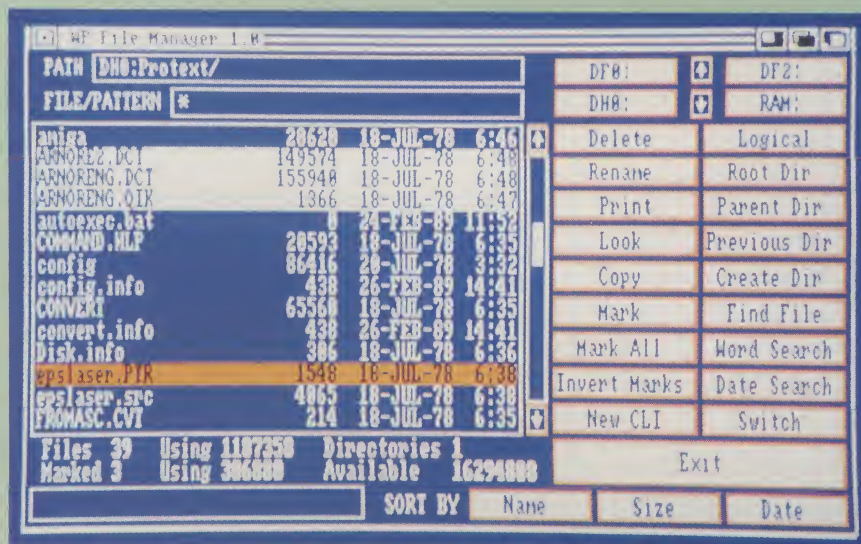 WF File Manager 1.0
PATH DH0:Protext/ DF0: DF2:
FILE/PATTERN * DH0: RAM:
amiga 28620 18-JUL-78 6:46 Delete Logical
ARNORE2.DCT 149574 18-JUL-78 6:48
ARNORENG.DCT 155940 18-JUL-78 6:48 Rename Root Dir
ARNORENG.QIK 1366 18-JUL-78 6:47 Print Parent Dir
autoexec.bat 0 24-FEB-89 11:52
COMMAND.HLP 20593 18-JUL-78 6:35 Look Previous Dir
config 86416 20-JUL-78 3:32
config.info 438 26-FEB-89 14:41 Copy Create Dir
CONVERT 65560 18-JUL-78 6:35 Mark Find File
convert.info 438 26-FEB-89 14:41
Disk.info 306 18-JUL-78 6:36 Mark All Word Search
epslaser.PTR 1548 18-JUL-78 6:38
epslaser.src 4065 18-JUL-78 6:38 Invert Marks Date Search
FROMASC.CVT 214 18-JUL-78 6:35 New CLI Switch
Files 39 Using 1187358 Directories 1
Marked 3 Using 306880 Available Exit
SORT BY Name Size Date